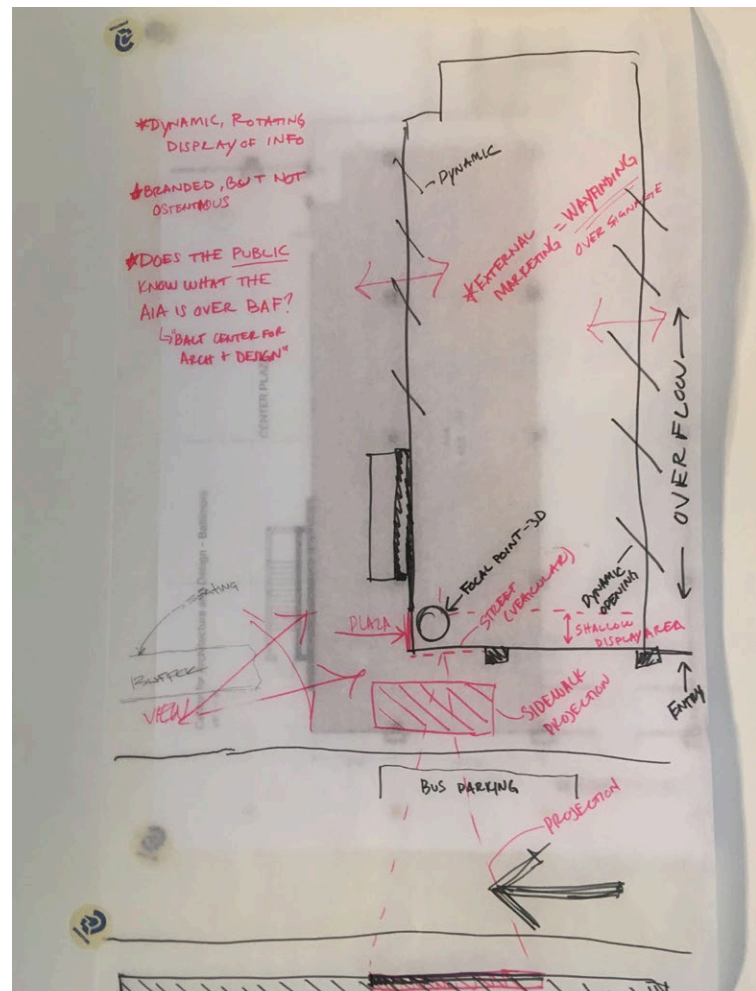 *DYNAMIC, ROTATING
DISPLAY OF INFO
*BRANDED, BUT NOT
OSTENTATIOUS
*DOES THE PUBLIC
KNOW WHAT THE
AIA IS OVER BAF?
"BALT CENTER FOR
ARCH + DESIGN"
DYNAMIC
*EXTERNAL
MARKETING = WAYFINDING
OVER SIGNAGE
CENTER PLAZA
OVERFLOW
FOCAL POINT-3D
STREET (VEHICULAR)
DYNAMIC
OPENING
SHALLOW
DISPLAY AREA
PLAZA
ENTRY
SEATING
BUFFER
VIEW
SIDEWALK
PROJECTION
BUS PARKING
PROJECTION